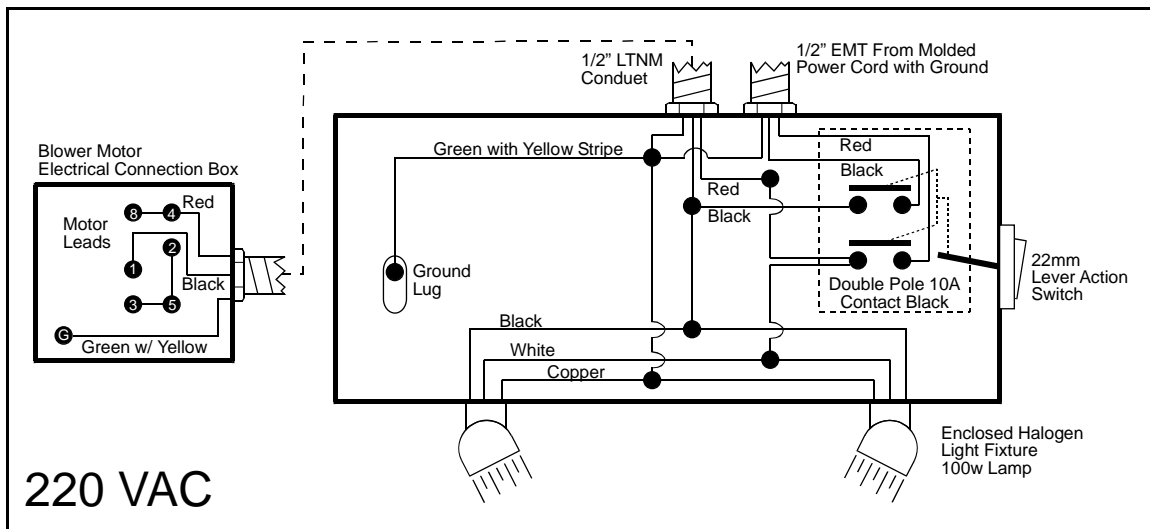 1/2” LTNM
Conduet
1/2” EMT From Molded
Power Cord with Ground
Blower Motor
Electrical Connection Box
Motor
Leads
8
4
Red
2
1
Black
3
5
G
Green w/ Yellow
Green with Yellow Stripe
Red
Black
Red
Black
Ground
Lug
Double Pole 10A
Contact Black
22mm
Lever Action
Switch
Black
White
Copper
Enclosed Halogen
Light Fixture
100w Lamp
220 VAC